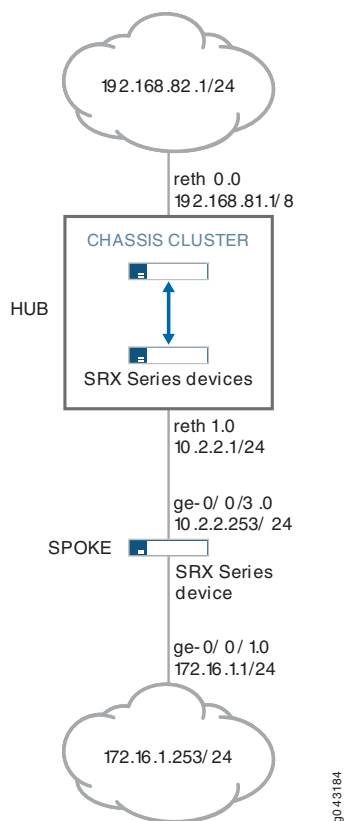 192.168.82.1/24
reth 0.0
192.168.81.1/8
CHASSIS CLUSTER
HUB
SRX Series devices
reth 1.0
10.2.2.1/24
ge-0/0/3.0
10.2.2.253/24
SPOKE
SRX Series
device
ge-0/0/1.0
172.16.1.1/24
172.16.1.253/24
g043184